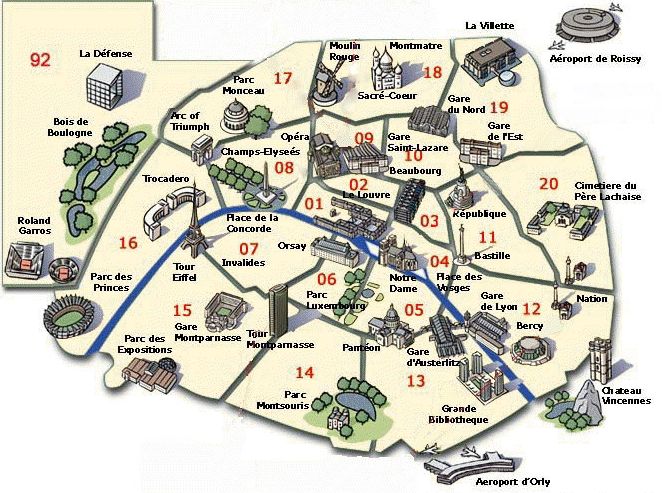 La Villette
Moulin
Rouge
Montmatre
92
La Défense
Aéroport de Roissy
17
18
Parc
Monceau
Sacré-Coeur
Gare
du Nord
19
Bois de
Boulogne
Arc of
Triumph
Opéra
09
Gare
Saint-Lazare
Gare
de l'Est
Champs-Elyseés
10
08
02
Beaubourg
Trocadero
01
Le Louvre
20
Cimetiere du
Père Lachaise
Place de la
Concorde
03
République
Roland
Garros
16
07
Invalides
Orsay
11
Bastille
04
Tour
Eiffel
Notre
Dame
Place des
Vosges
Parc des
Princes
06
Parc
Luxembourg
Gare
de Lyon
Nation
15
05
12
Bercy
Gare
Montparnasse
Tour
Montparnasse
Parc des
Expositions
Pantéon
Gare
d'Austerlitz
14
13
Parc
Montsouris
Grande
Bibliotheque
Chateau
Vincennes
Aeroport d'Orly